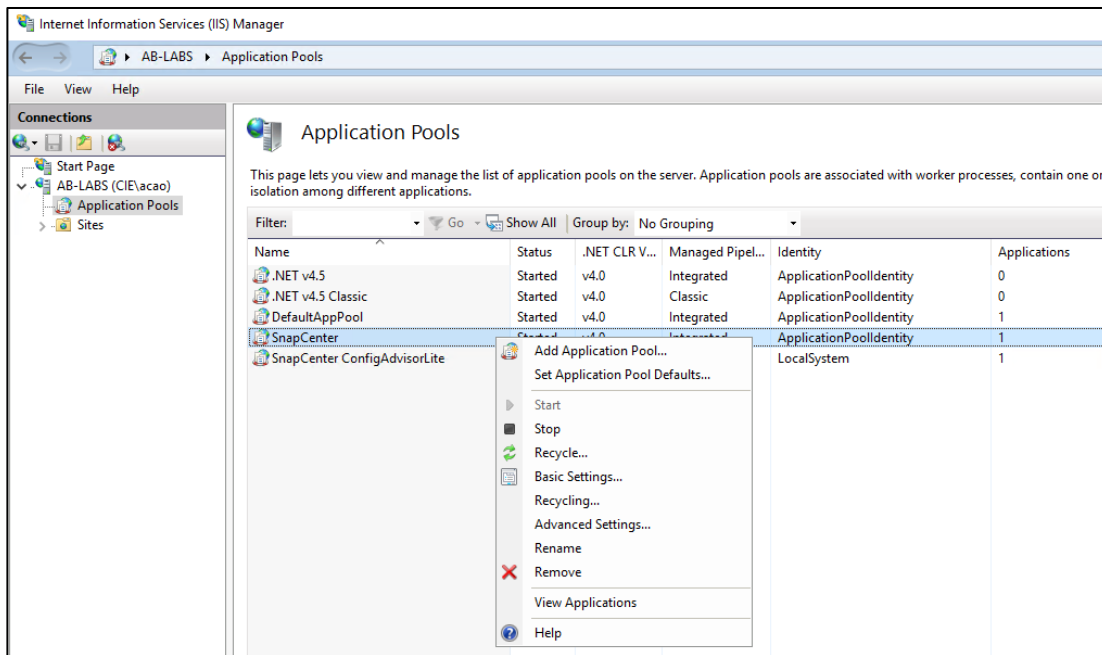 Internet Information Services (IIS) Manager
AB-LABS Application Pools
File View Help
Connections
Start Page
AB-LABS (CIE\acao)
Application Pools
Sites
Application Pools
This page lets you view and manage the list of application pools on the server. Application pools are associated with worker processes, contain one or
isolation among different applications.
Filter: Go Show All Group by: No Grouping
Name Status .NET CLR V... Managed Pipel... Identity Applications
.NET v4.5 Started v4.0 Integrated ApplicationPoolIdentity 0
.NET v4.5 Classic Started v4.0 Classic ApplicationPoolIdentity 0
DefaultAppPool Started v4.0 Integrated ApplicationPoolIdentity 1
SnapCenter Started v4.0 Integrated ApplicationPoolIdentity 1
SnapCenter ConfigAdvisorLite LocalSystem 1
Add Application Pool...
Set Application Pool Defaults...
Start
Stop
Recycle...
Basic Settings...
Recycling...
Advanced Settings...
Rename
Remove
View Applications
Help